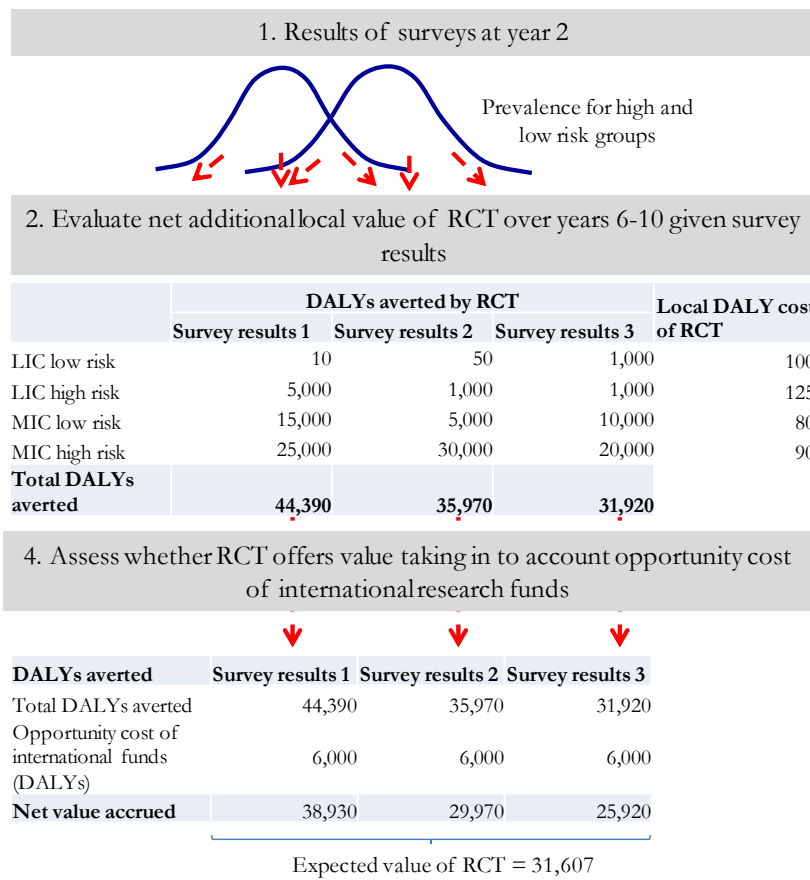 1. Results of surveys at year 2
Prevalence for high and
low risk groups
2. Evaluate net additional local value of RCT over years 6-10 given survey
results
DALYs averted by RCT
Local DALY cost
of RCT
Survey results 1 Survey results 2 Survey results 3
LIC low risk 10 50 1,000 100
LIC high risk 5,000 1,000 1,000 125
MIC low risk 15,000 5,000 10,000 80
MIC high risk 25,000 30,000 20,000 90
Total DALYs
averted 44,390 35,970 31,920
4. Assess whether RCT offers value taking in to account opportunity cost
of international research funds
DALYs averted Survey results 1 Survey results 2 Survey results 3
Total DALYs averted 44,390 35,970 31,920
Opportunity cost of
international funds 6,000 6,000 6,000
(DALYs)
Net value accrued 38,930 29,970 25,920
Expected value of RCT = 31,607